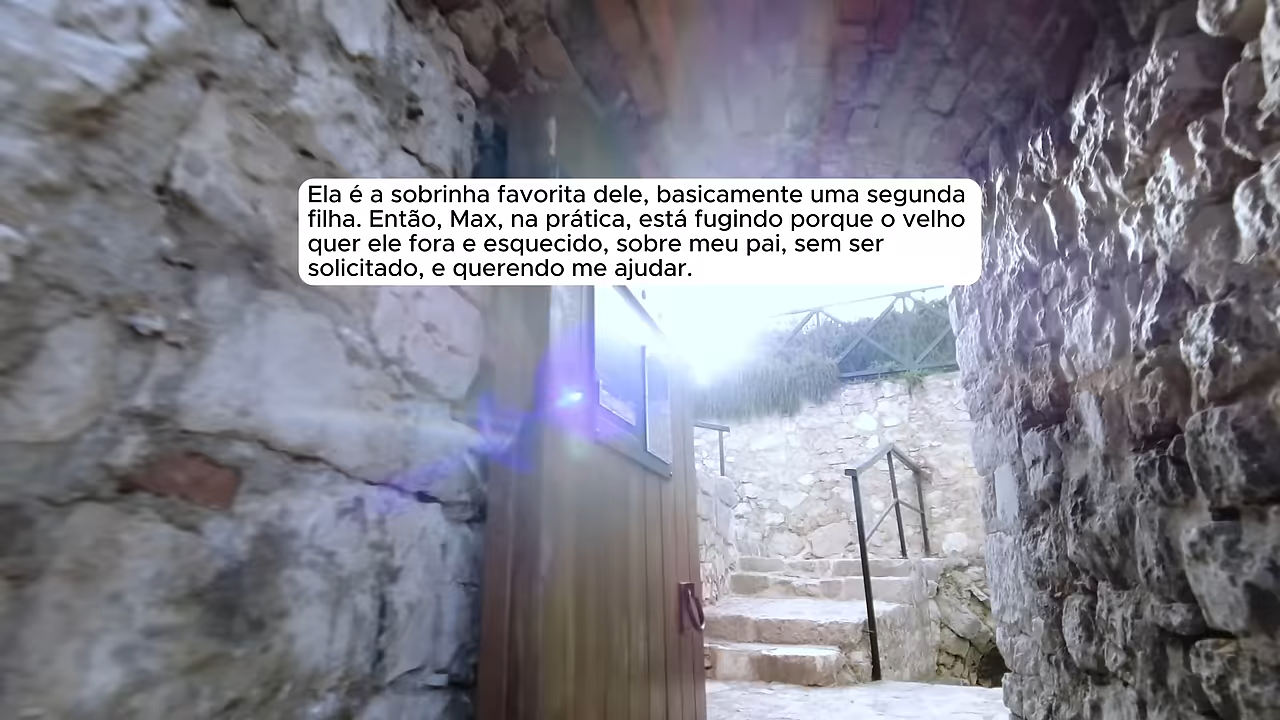 Ela é a sobrinha favorita dele, basicamente uma segunda
filha. Então, Max, na prática, está fugindo porque o velho
quer ele fora e esquecido, sobre meu pai, sem ser
solicitado, e querendo me ajudar.